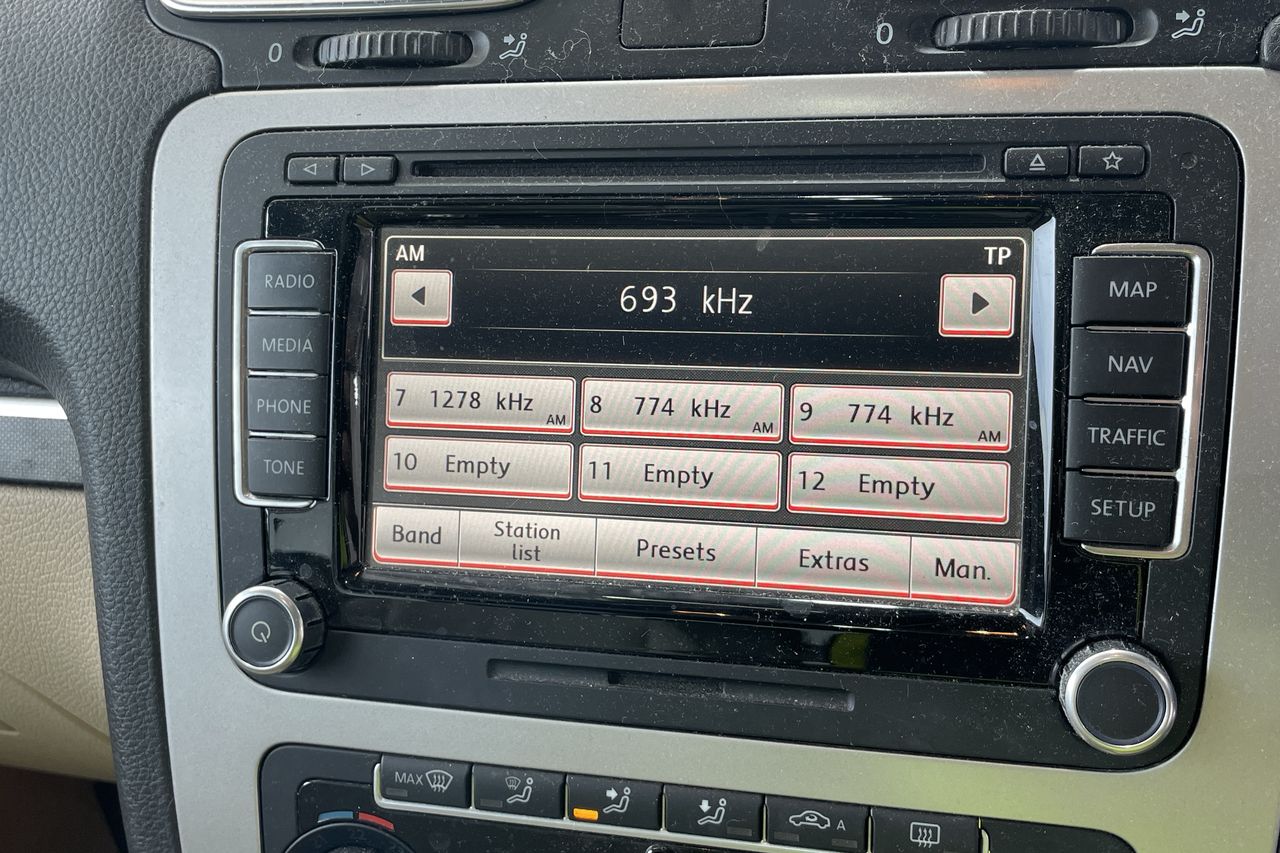 0
0
AM
TP
693 kHz
7 1278 kHz AM
8 774 kHz AM
9 774 kHz AM
10 Empty
11 Empty
12 Empty
Band
Station
list
Presets
Extras
Man.
RADIO
MEDIA
PHONE
TONE
MAP
NAV
TRAFFIC
SETUP
MAX
A